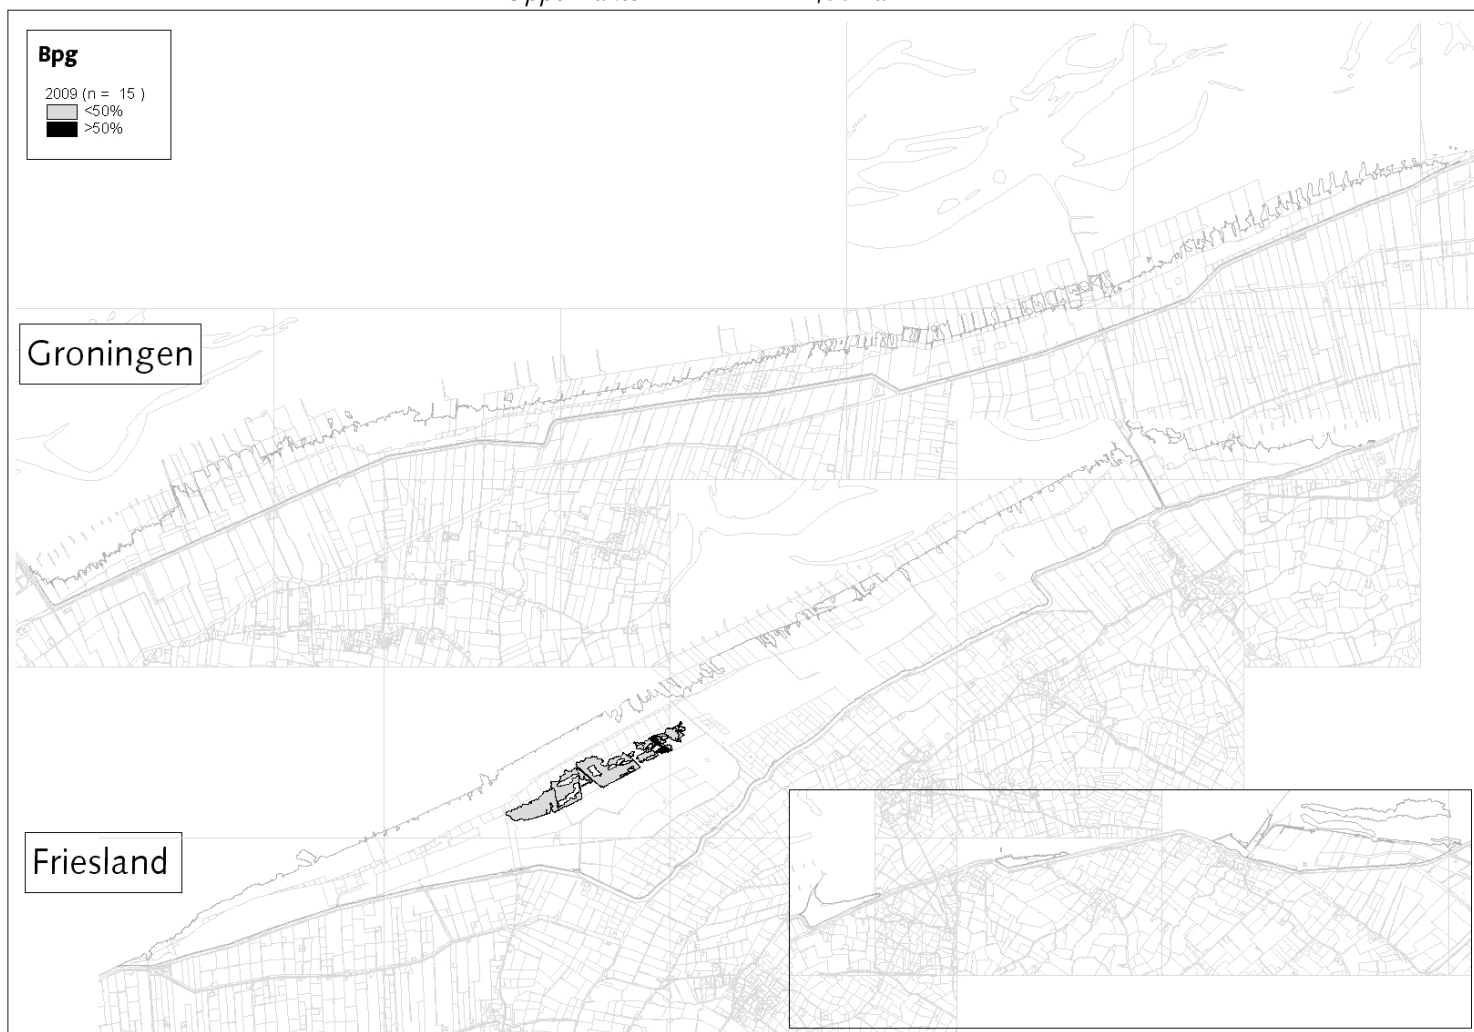 Bpg
2009 (n = 15 )
<50%
>50%
Groningen
Friesland